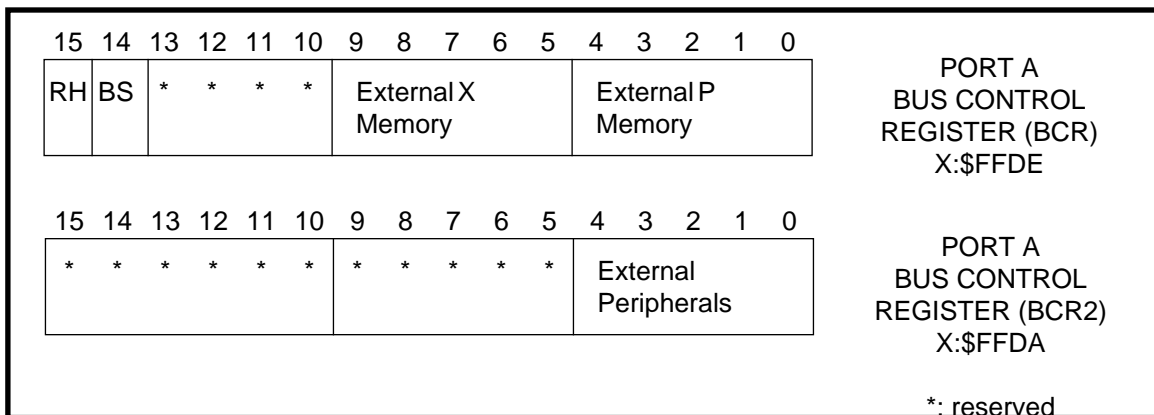 15 14 13 12 11 10 9 8 7 6 5 4 3 2 1 0
RH BS * * * * External X External P
Memory Memory
PORT A
BUS CONTROL
REGISTER (BCR)
X:$FFDE
15 14 13 12 11 10 9 8 7 6 5 4 3 2 1 0
* * * * * * * * * * * External
Peripherals
PORT A
BUS CONTROL
REGISTER (BCR2)
X:$FFDA
*: reserved